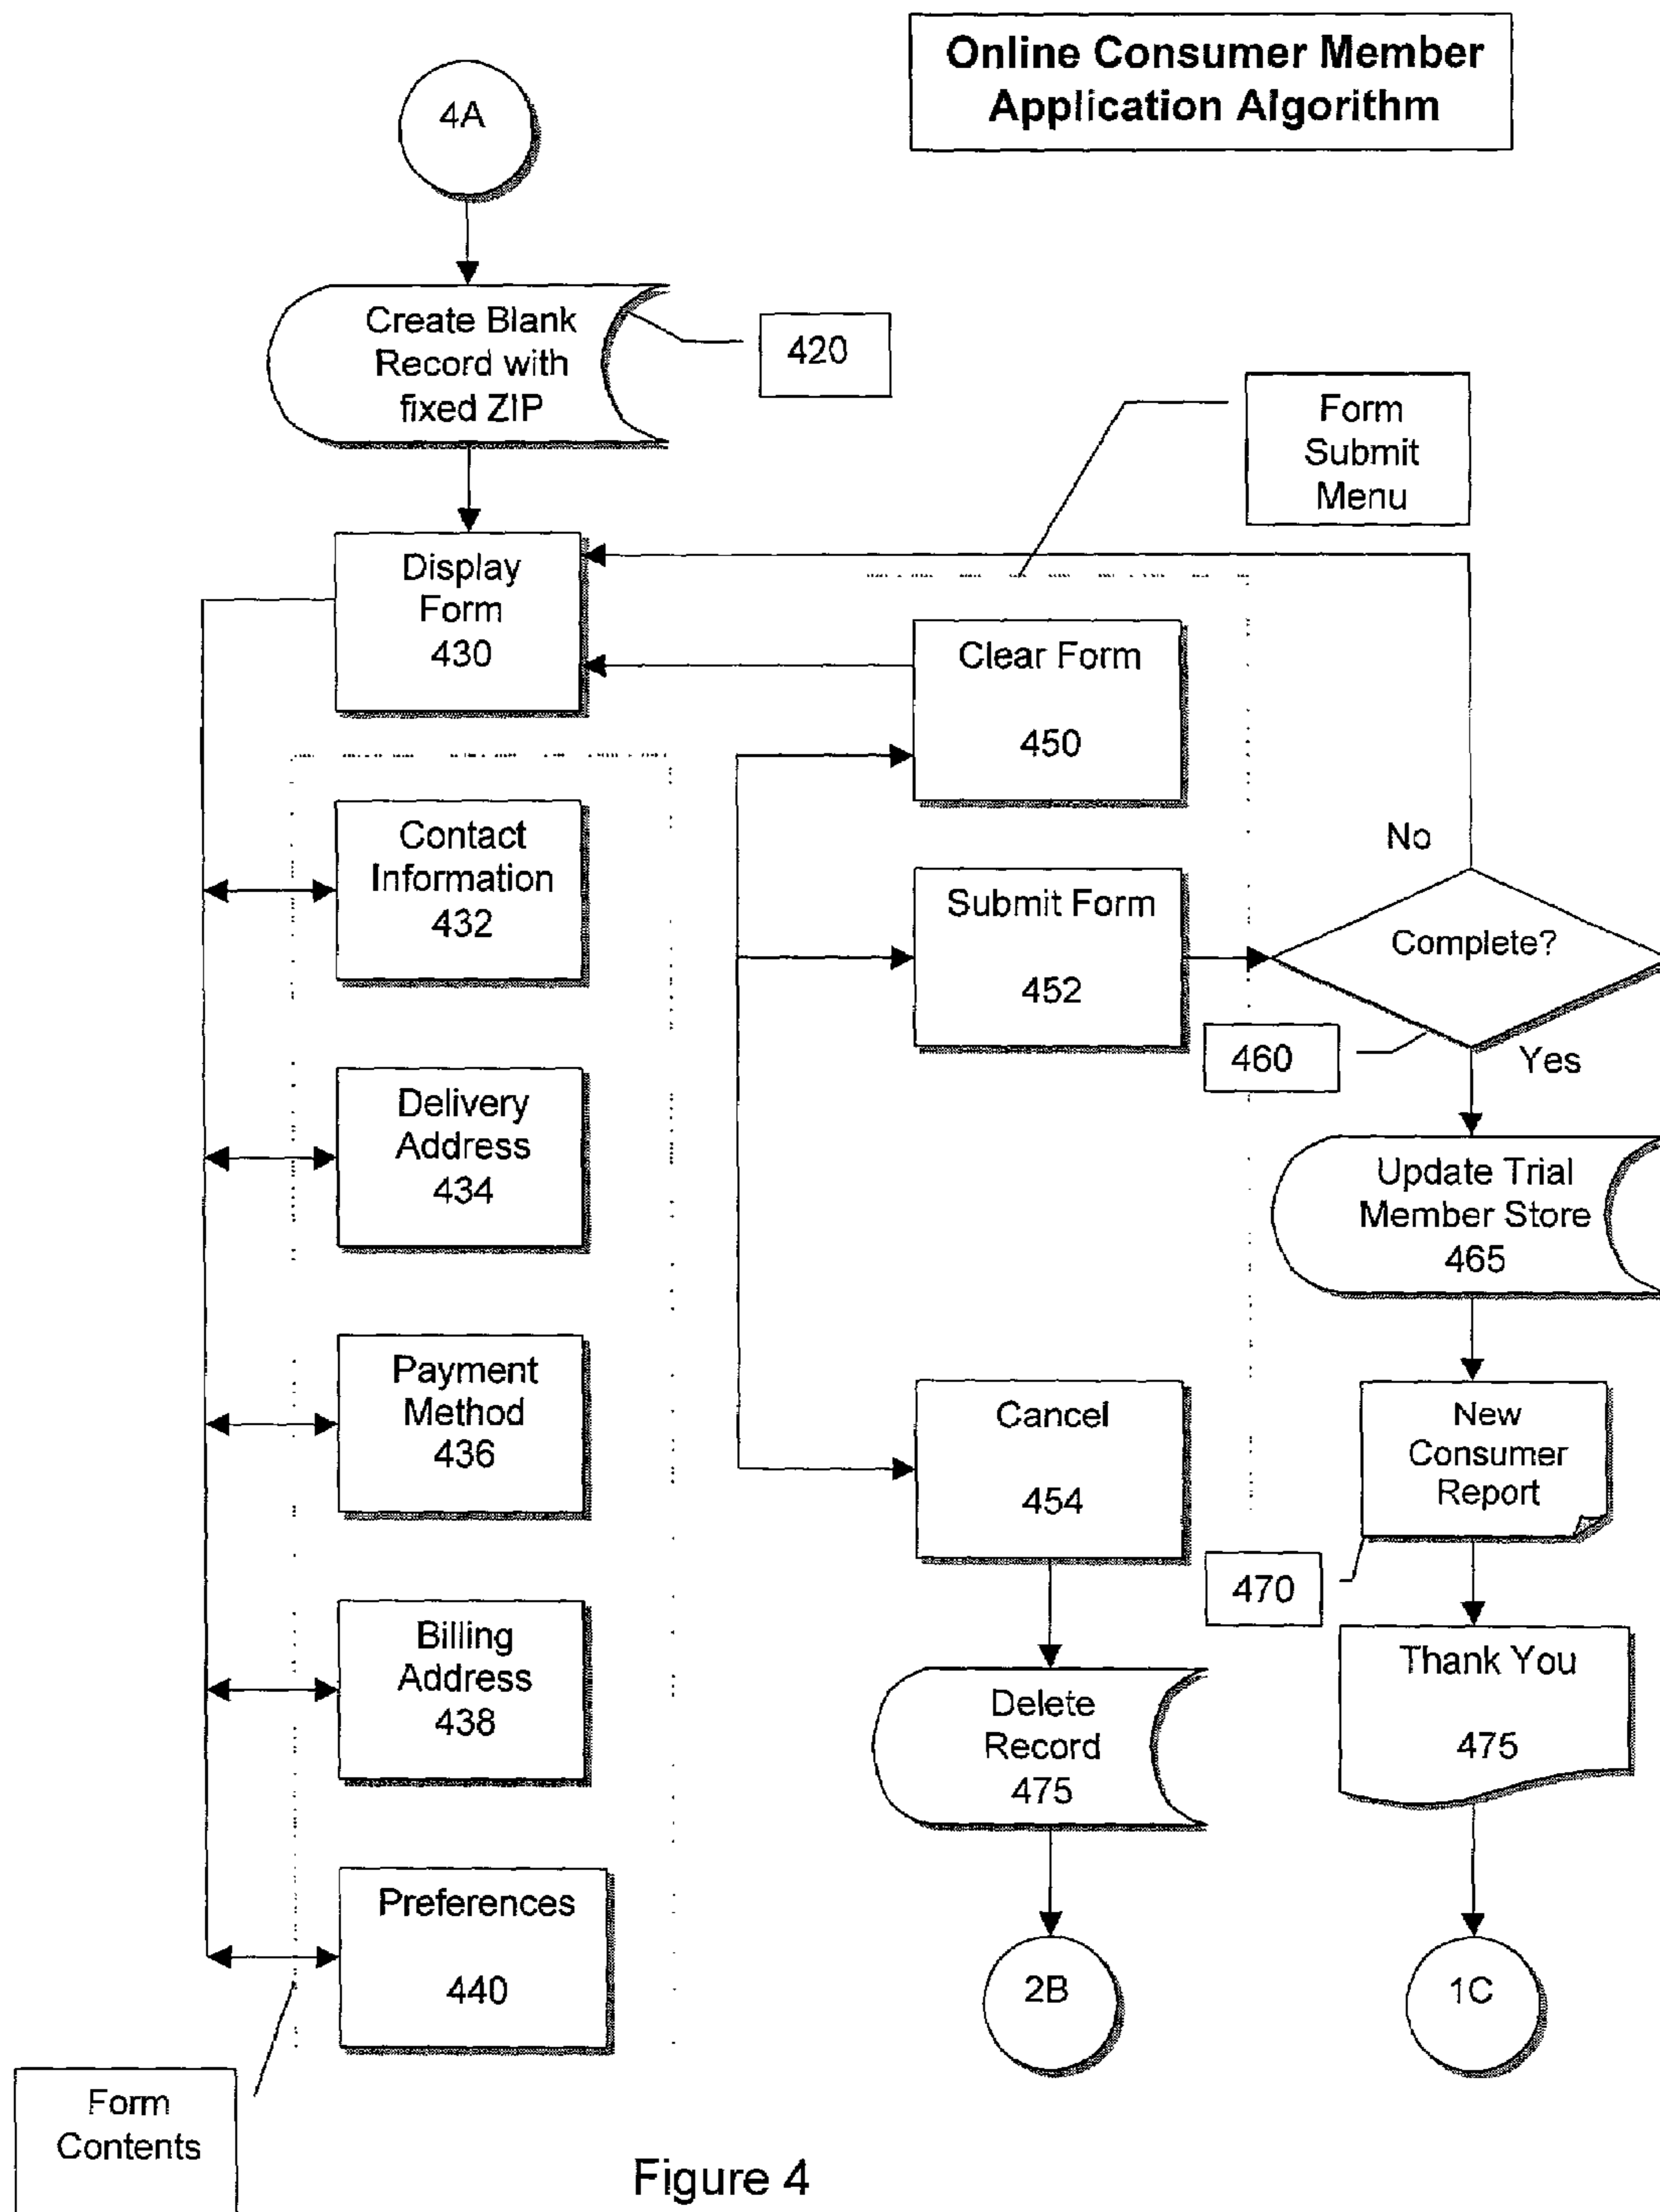 Online Consumer Member
Application Algorithm
4A
Create Blank
Record with
fixed ZIP
420
Form
Submit
Menu
Display
Form
430
Clear Form
450
Contact
Information
432
Submit Form
452
No
Complete?
460
Yes
Delivery
Address
434
Update Trial
Member Store
465
Payment
Method
436
Cancel
454
New
Consumer
Report
470
Billing
Address
438
Delete
Record
475
Thank You
475
Preferences
440
2B
1C
Form
Contents
Figure 4